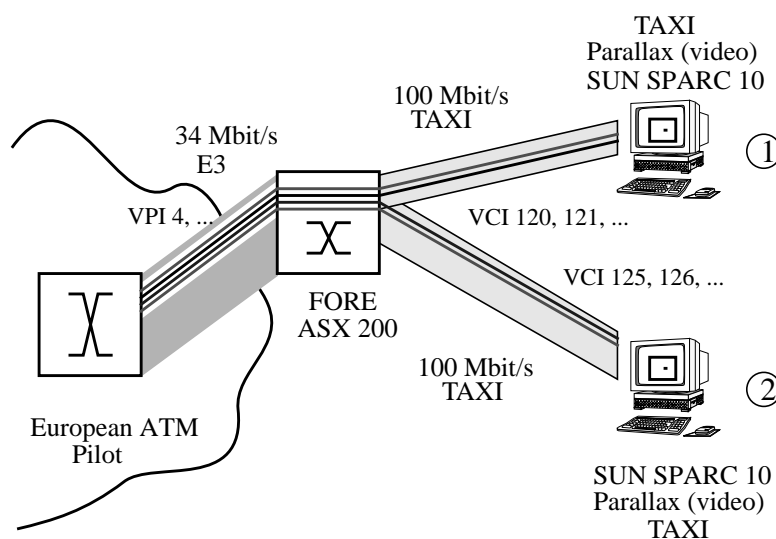 TAXI
Parallax (video)
SUN SPARC 10
100 Mbit/s
TAXI
34 Mbit/s
E3
1
VPI 4, ...
VCI 120, 121, ...
VCI 125, 126, ...
FORE
ASX 200
100 Mbit/s
TAXI
2
European ATM
Pilot
SUN SPARC 10
Parallax (video)
TAXI